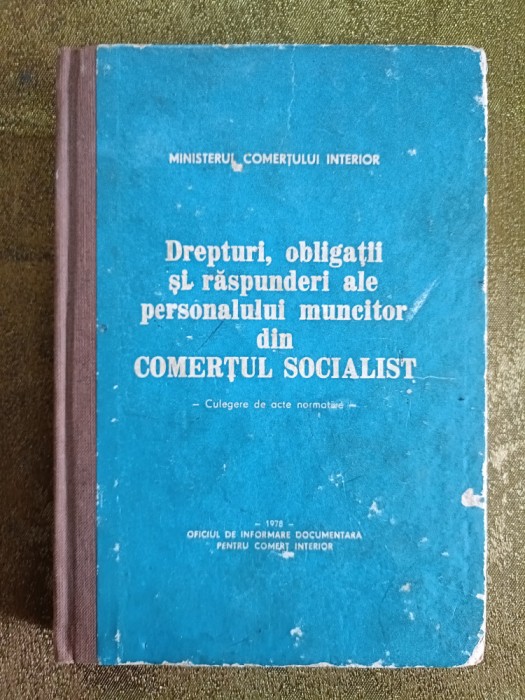 MINISTERUL COMERȚULUI INTERIOR
Drepturi, obligații
și răspunderi ale
personalului muncitor
din
COMERȚUL SOCIALIST
– Culegere de acte normative –
– 1978 –
OFICIUL DE INFORMARE DOCUMENTARA
PENTRU COMERȚ INTERIOR